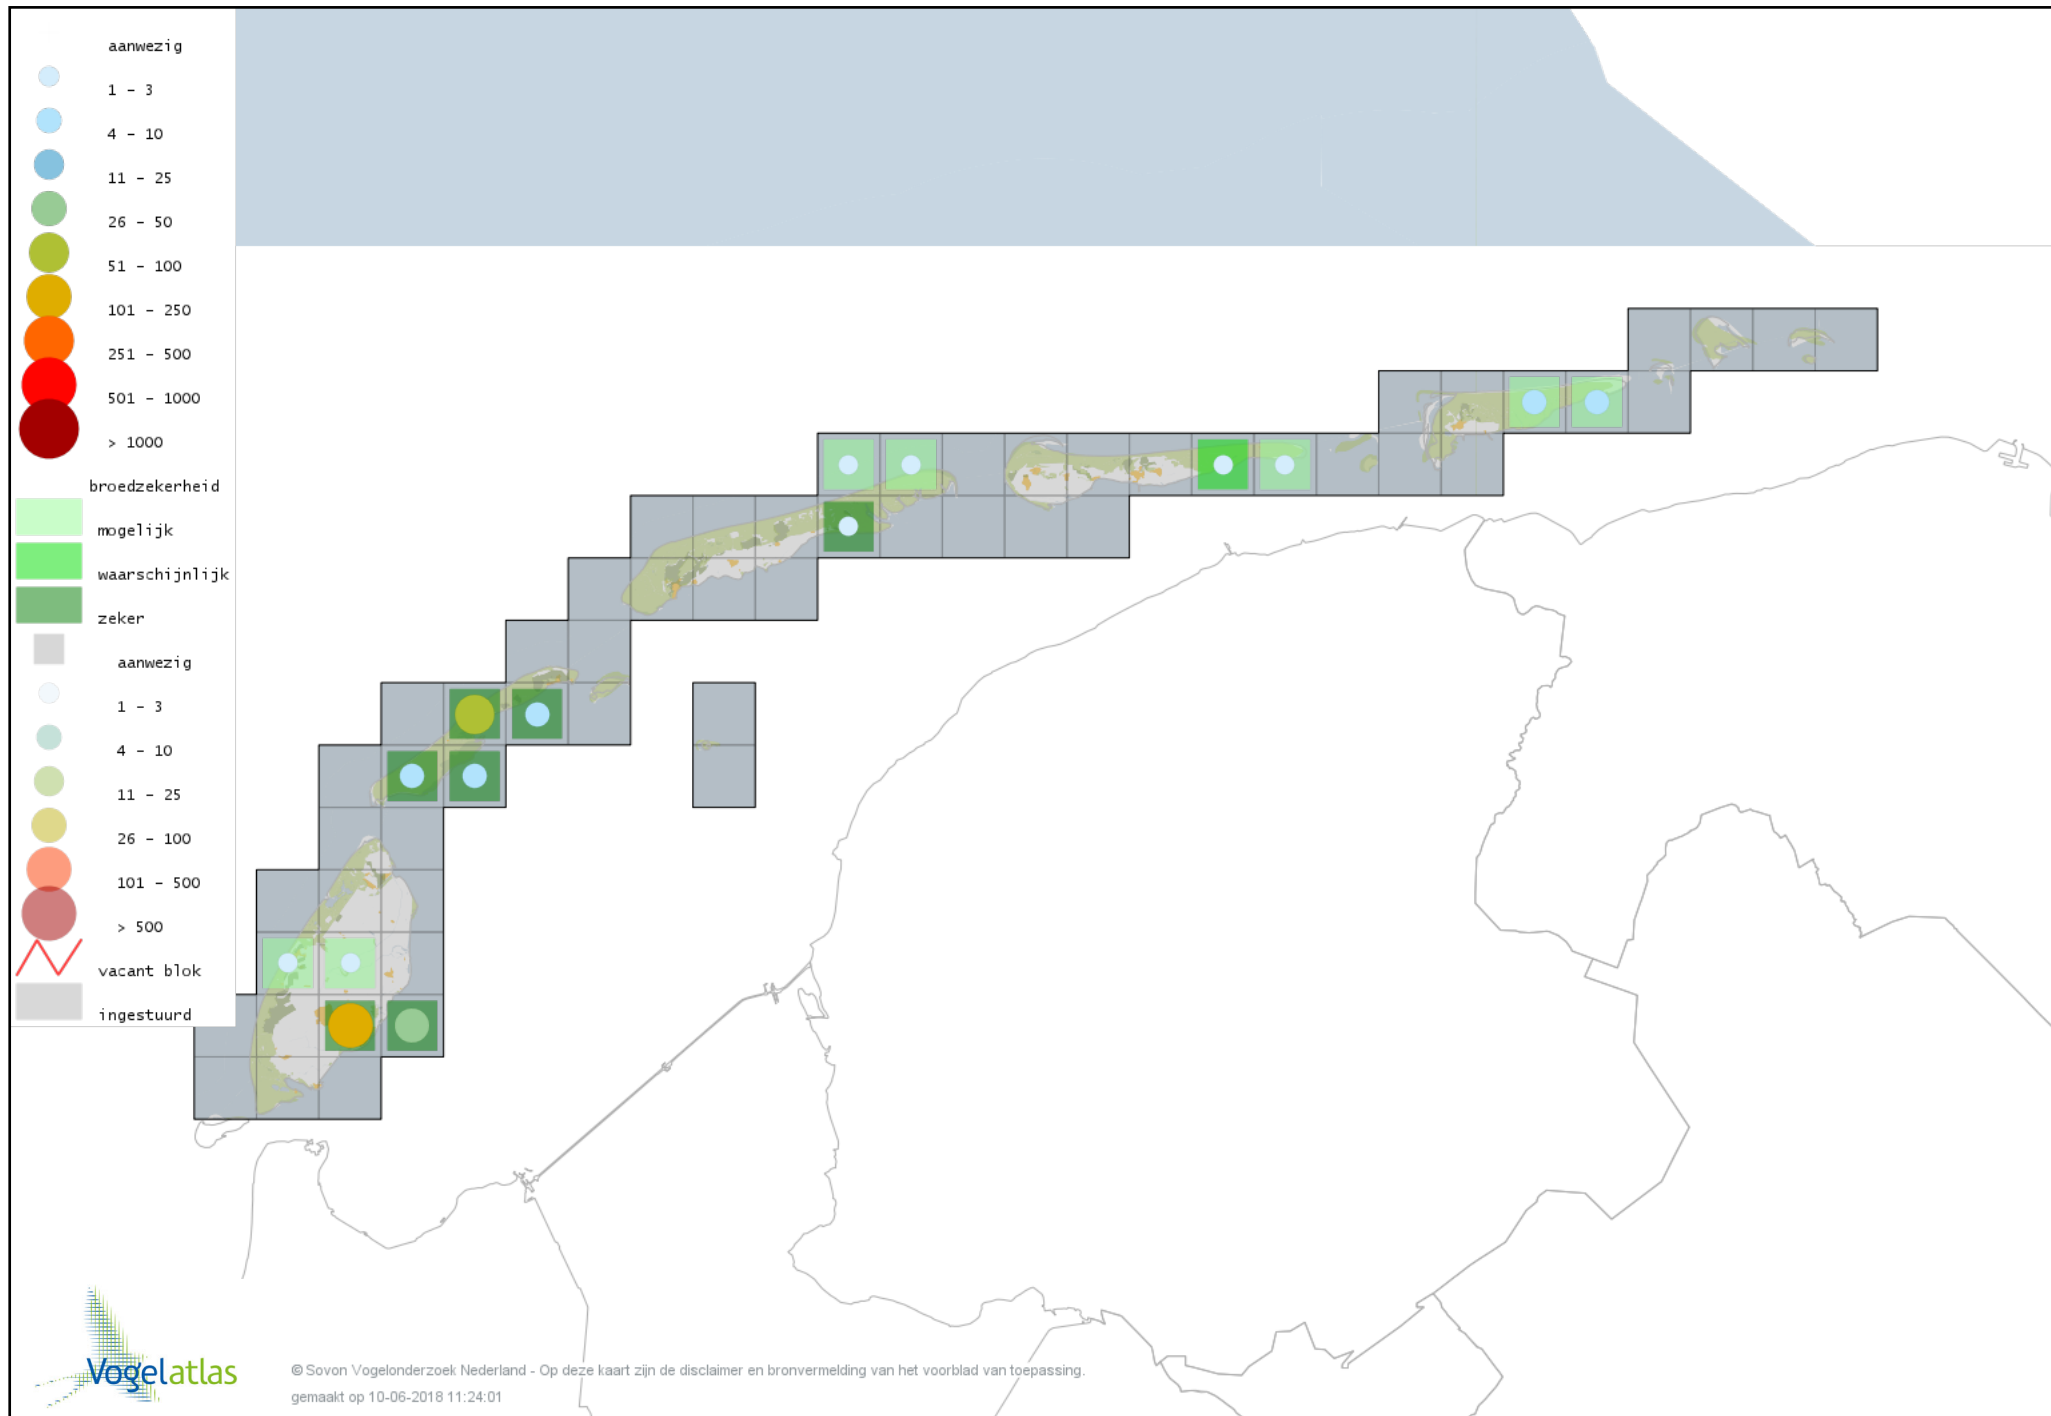 aanwezig
1 - 3
4 - 10
11 - 25
26 - 50
51 - 100
101 - 250
251 - 500
501 - 1000
> 1000
broedzekerheid
mogelijk
waarschijnlijk
zeker
aanwezig
1 - 3
4 - 10
11 - 25
26 - 100
101 - 500
> 500
vacant blok
ingestuurd
Vogelatlas
© Sovon Vogelonderzoek Nederland - Op deze kaart zijn de disclaimer en bronvermelding van het voorblad van toepassing.
gemaakt op 10-06-2018 11:24:01